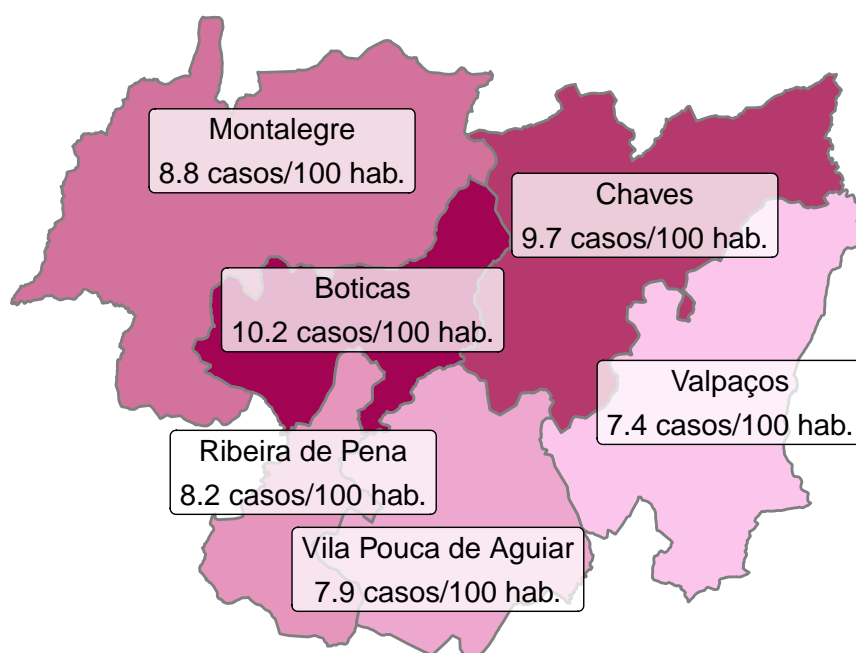 Montalegre
8.8 casos/100 hab.
Chaves
9.7 casos/100 hab.
Boticas
10.2 casos/100 hab.
Valpaços
7.4 casos/100 hab.
Ribeira de Pena
8.2 casos/100 hab.
Vila Pouca de Aguiar
7.9 casos/100 hab.